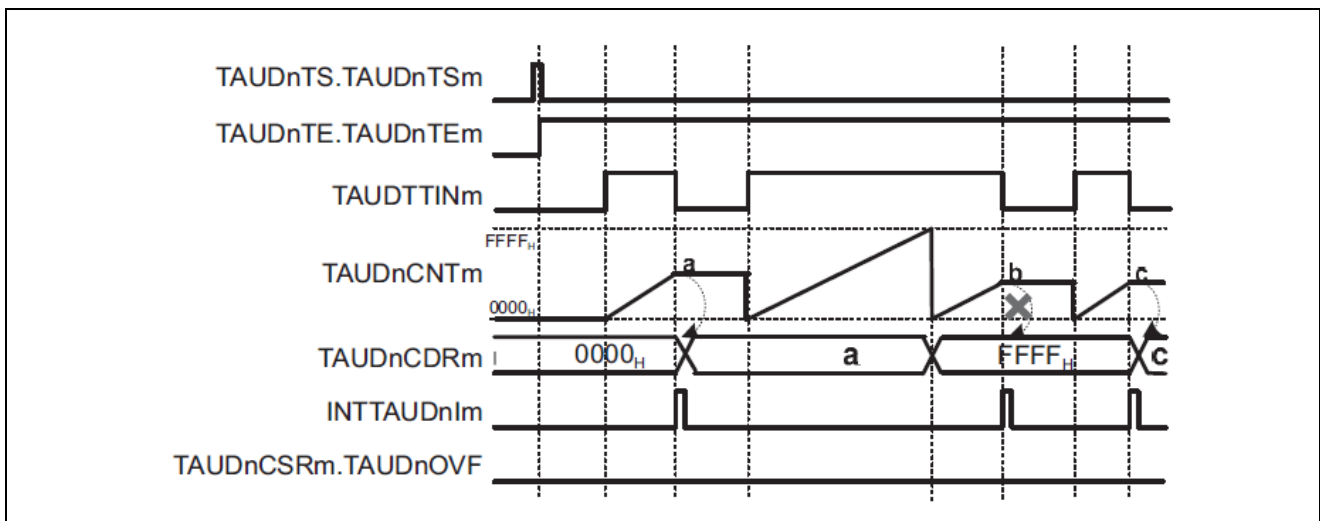 TAUDnTS.TAUDnTSm
TAUDnTE.TAUDnTEm
TAUDTTINm
FFFFH
TAUDnCNTm a b c
0000H
TAUDnCDRm 0000H a FFFFH c
INTTAUDnIm
TAUDnCSRm.TAUDnOVF